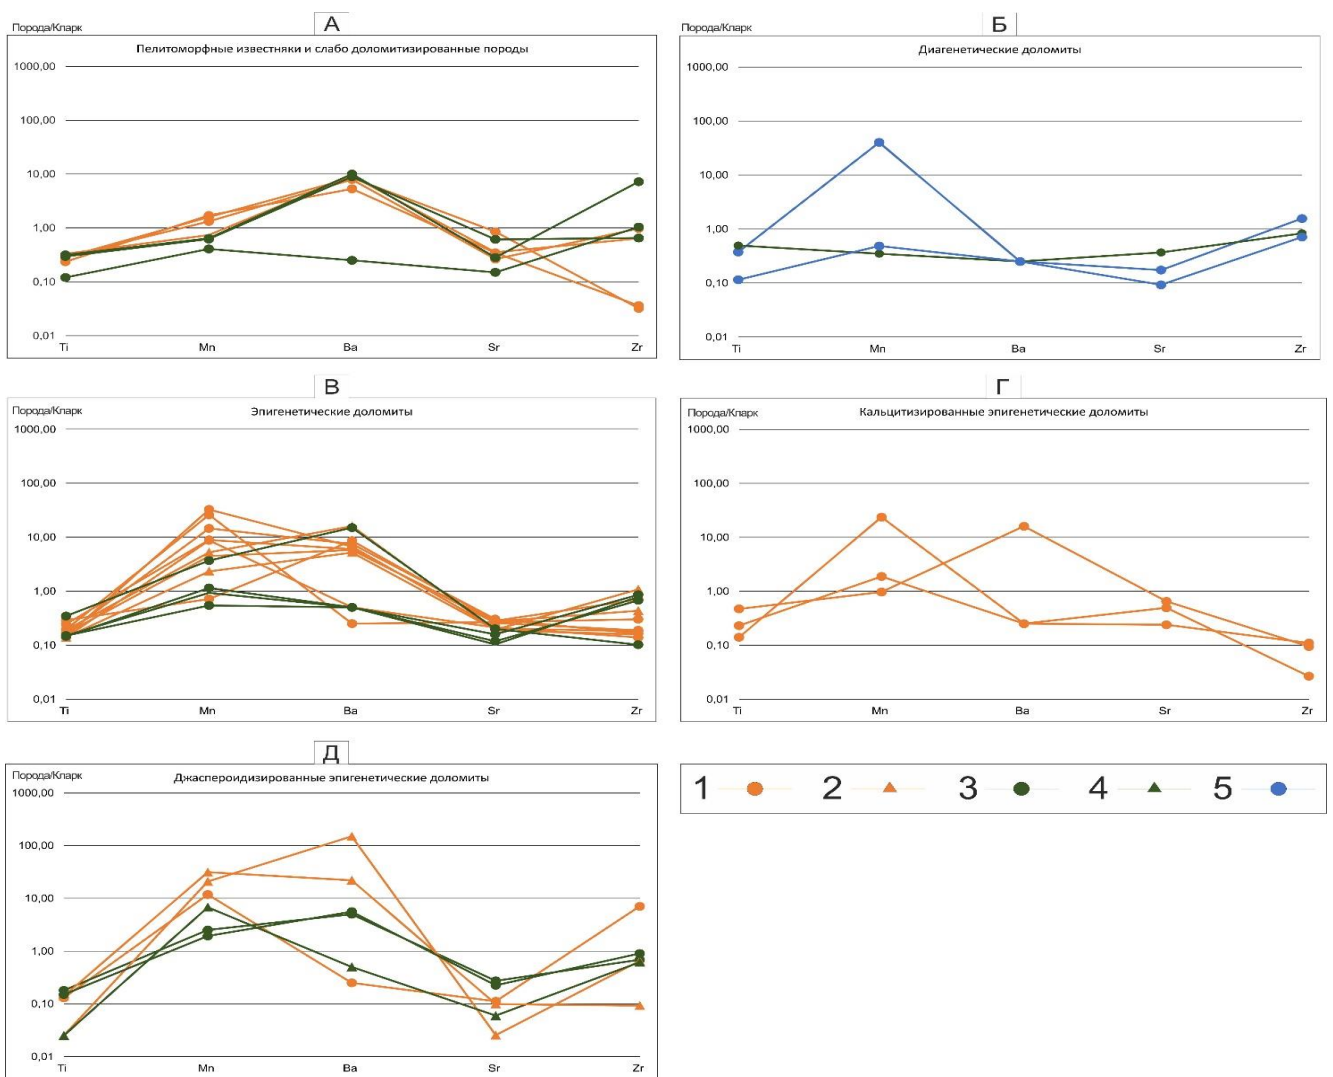 А
Порода/Кларк
Пелитоморфные известняки и слабо доломитизированные породы
1000,00
100,00
10,00
1,00
0,10
0,01
Ti Mn Ba Sr Zr
Б
Порода/Кларк
Диагенетические доломиты
1000,00
100,00
10,00
1,00
0,10
0,01
Ti Mn Ba Sr Zr
В
Порода/Кларк
Эпигенетические доломиты
1000,00
100,00
10,00
1,00
0,10
0,01
Ti Mn Ba Sr Zr
Г
Порода/Кларк
Кальцитизированные эпигенетические доломиты
1000,00
100,00
10,00
1,00
0,10
0,01
Ti Mn Ba Sr Zr
Д
Порода/Кларк
Джаспероидизированные эпигенетические доломиты
1000,00
100,00
10,00
1,00
0,10
0,01
Ti Mn Ba Sr Zr
1 2 3 4 5